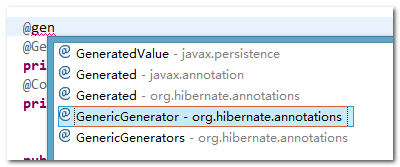 @gen
@Ge
pri
@Co
pri
publ
@ GeneratedValue - javax.persistence
@ Generated - javax.annotation
@ Generated - org.hibernate.annotations
@ GenericGenerator - org.hibernate.annotations
@ GenericGenerators - org.hibernate.annotations